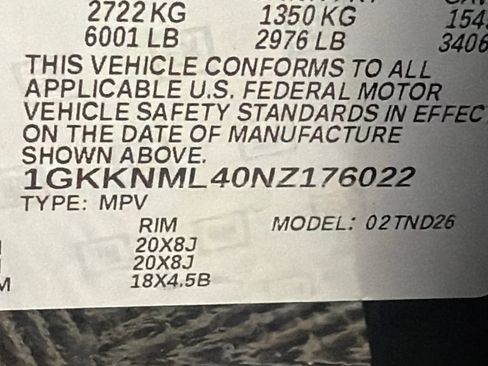 2722 KG 1350 KG
6001 LB 2976 LB 3406
THIS VEHICLE CONFORMS TO ALL
APPLICABLE U.S. FEDERAL MOTOR
VEHICLE SAFETY STANDARDS IN EFFEC
ON THE DATE OF MANUFACTURE
SHOWN ABOVE.
1GKKNML40NZ176022
TYPE: MPV
RIM MODEL: 02TND26
20X8J
20X8J
M 18X4.5B